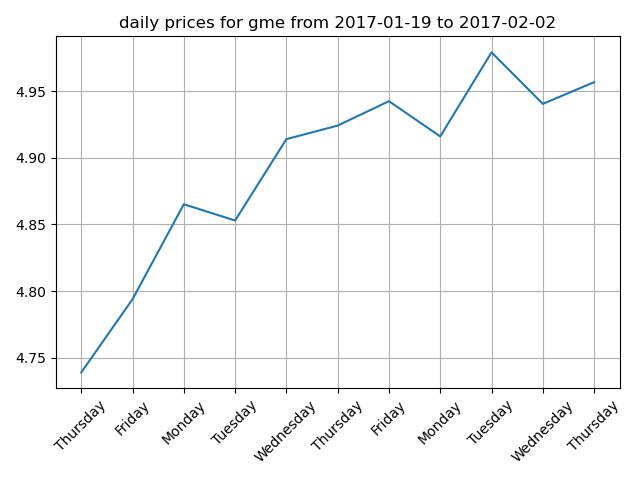 daily prices for gme from 2017-01-19 to 2017-02-02
4.95
4.90
4.85
4.80
4.75
Thursday
Friday
Monday
Tuesday
Wednesday
Thursday
Friday
Monday
Tuesday
Wednesday
Thursday